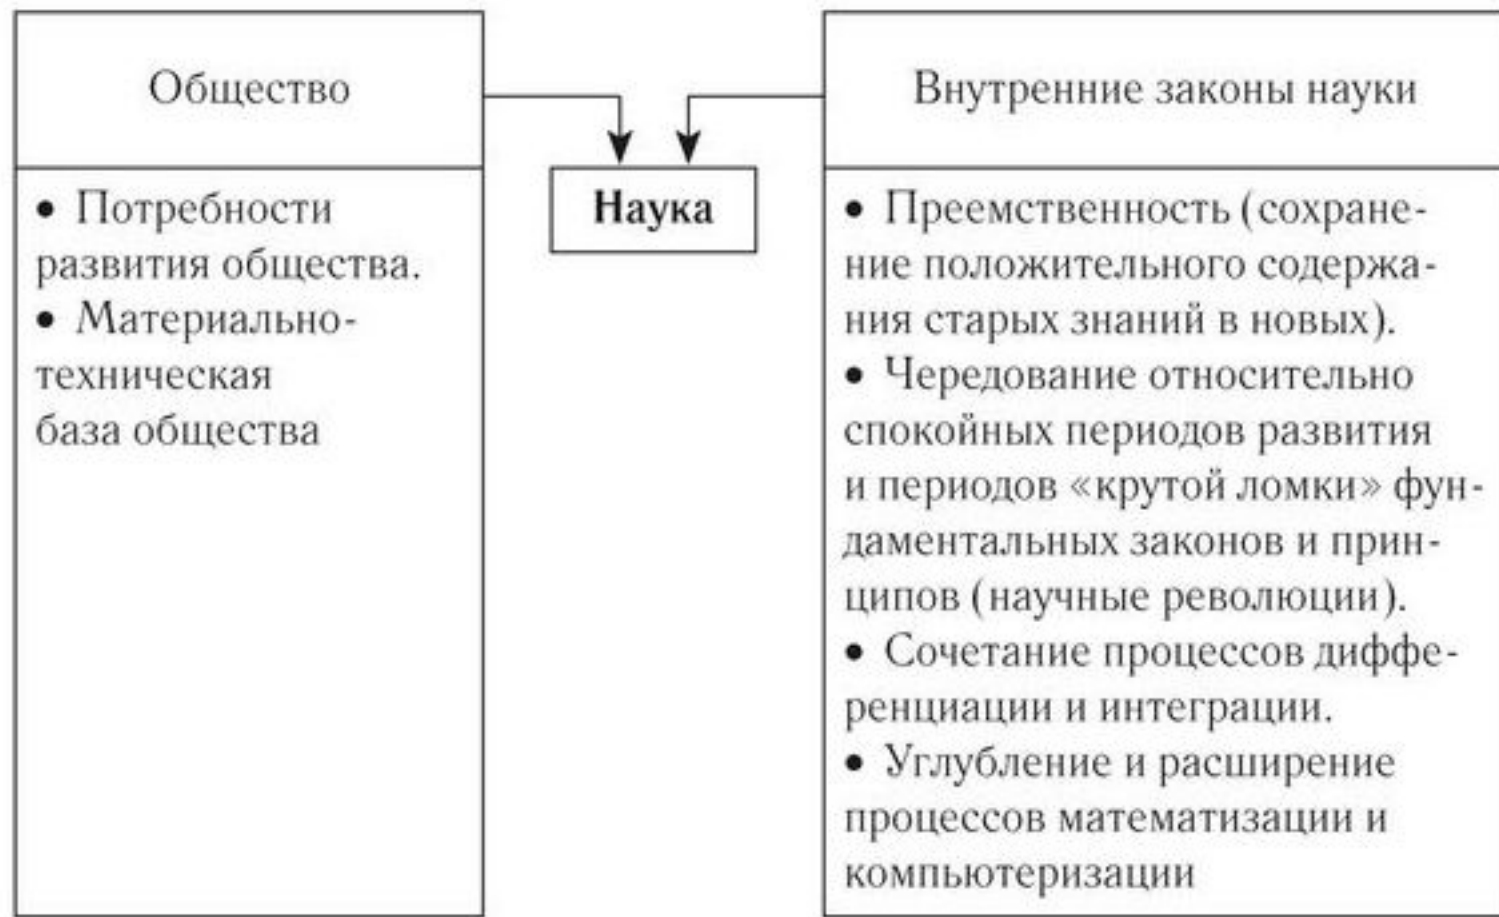 Общество
• Потребности
развития общества.
• Материально-
техническая
база общества
Наука
Внутренние законы науки
• Преемственность (сохране-
ние положительного содержа-
ния старых знаний в новых).
• Чередование относительно
спокойных периодов развития
и периодов «крутой ломки» фун-
даментальных законов и прин-
ципов (научные революции).
• Сочетание процессов диффе-
ренциации и интеграции.
• Углубление и расширение
процессов математизации и
компьютеризации